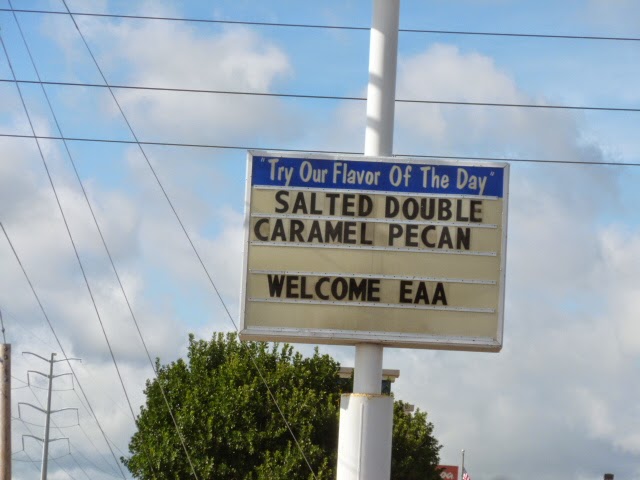 "Try Our Flavor Of The Day"
SALTED DOUBLE
CARAMEL PECAN
WELCOME EAA